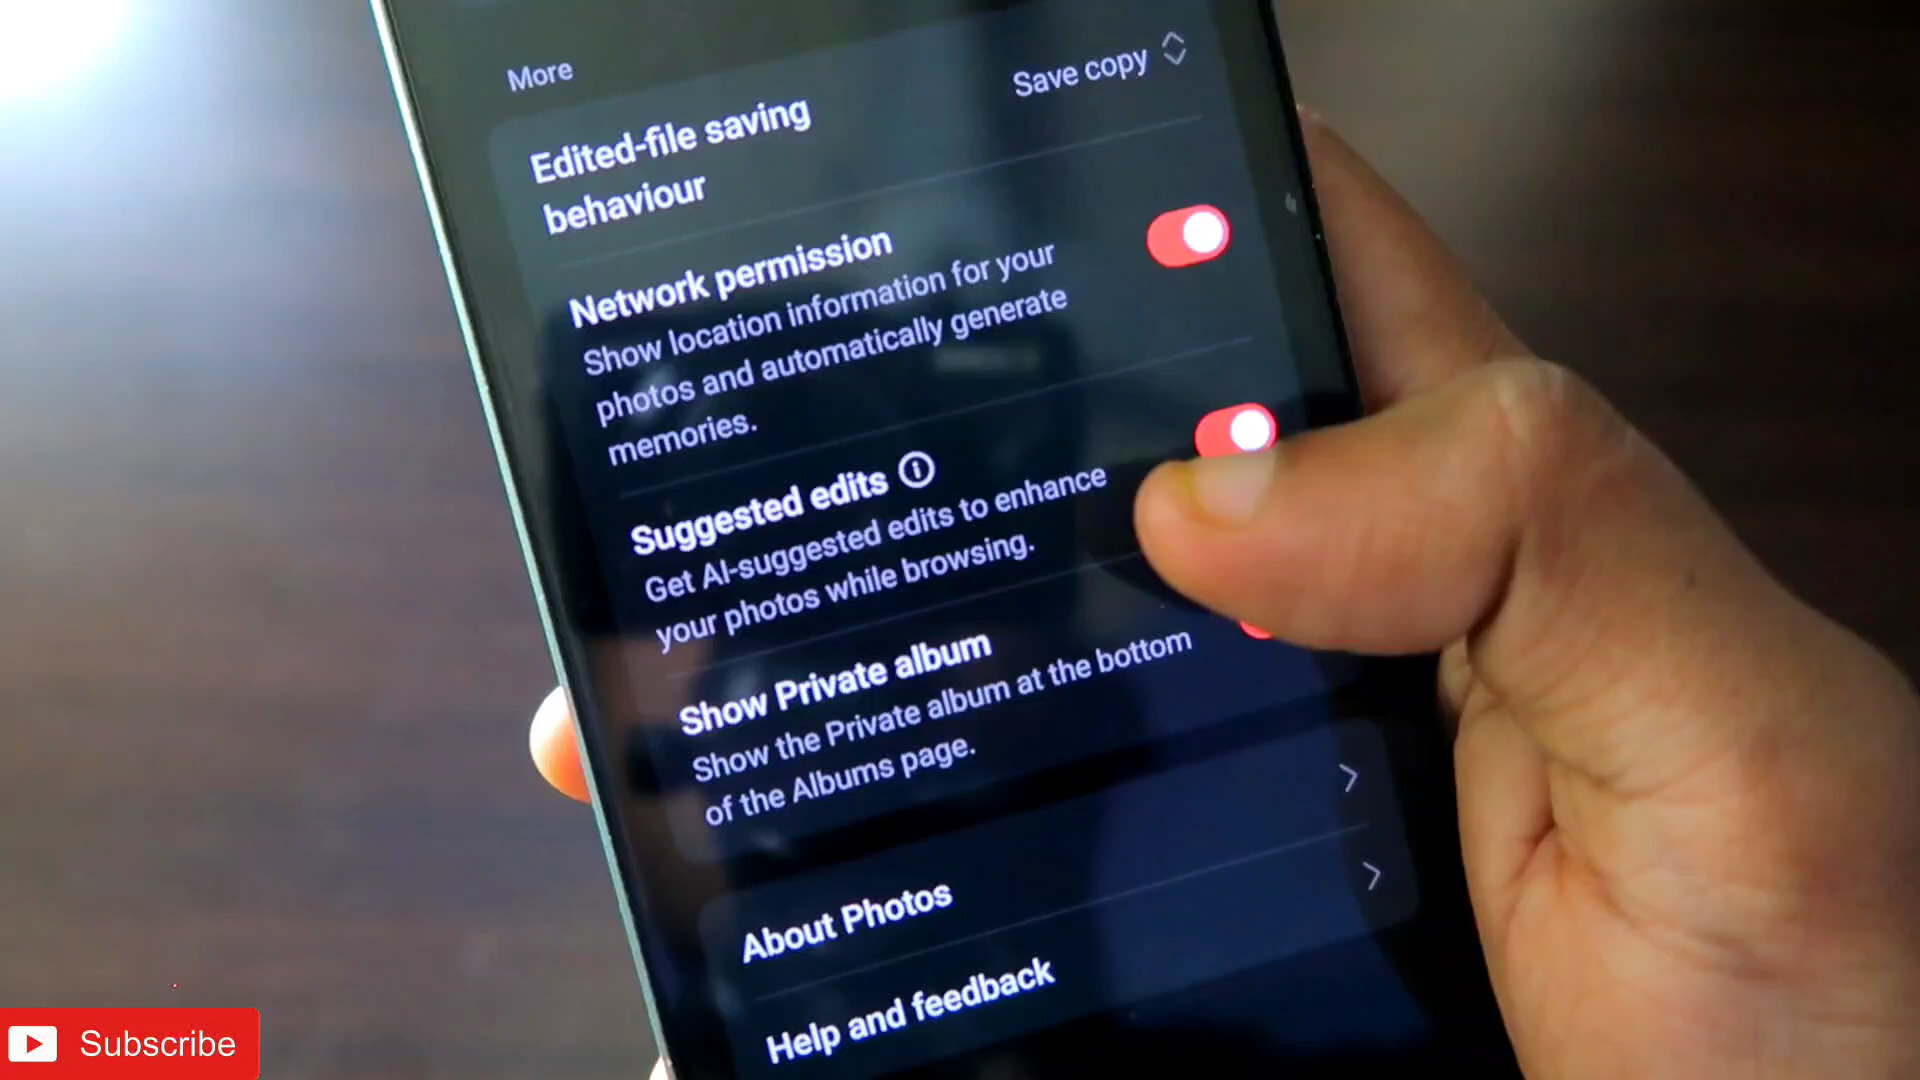 More
Edited-file saving
behaviour
Save copy
Network permission
Show location information for your
photos and automatically generate
memories.
Suggested edits
Get AI-suggested edits to enhance
your photos while browsing.
Show Private album
Show the Private album at the bottom
of the Albums page.
About Photos
Help and feedback
Subscribe